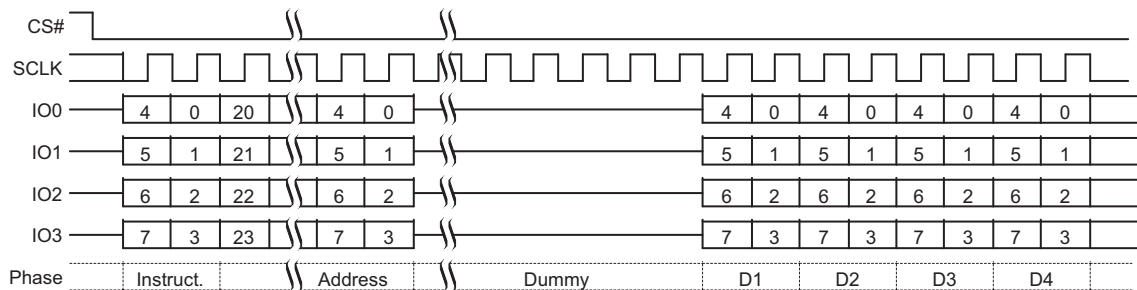 CS#
SCLK
IO0 4 0 20 4 0 4 0 4 0 4 0 4 0
IO1 5 1 21 5 1 5 1 5 1 5 1 5 1
IO2 6 2 22 6 2 6 2 6 2 6 2 6 2
IO3 7 3 23 7 3 7 3 7 3 7 3 7 3
Phase Instruct. Address Dummy D1 D2 D3 D4